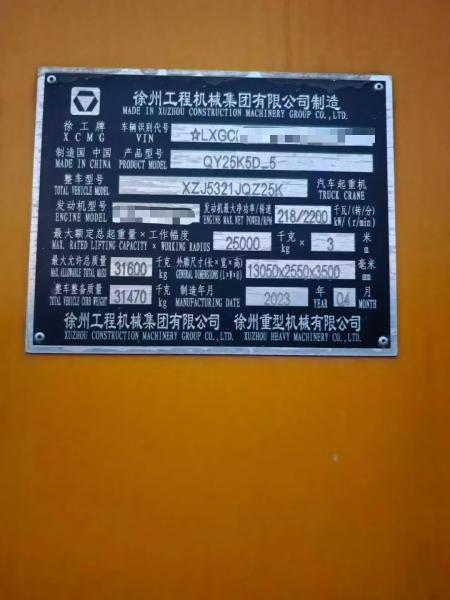 徐州工程机械集团有限公司制造
MADE IN XUZHOU CONSTRUCTION MACHINERY GROUP CO.,LTD.
徐工牌 车辆识别代号 ☆LXGC
XCMG VIN
制造国 中国 产品型号 QY25K5D_5
MADE IN CHINA PRODUCT MODEL
整车型号 XZJ5321JQZ25K 汽车起重机
TOTAL VEHICLE MODEL TRUCK CRANE
发动机型号 发动机最大净功率/转速 218/2200 千瓦/(转/分)
ENGINE MODEL ENGINE MAX.NET POWER/RPM kW/(r/min)
最大额定总起重量×工作幅度 25000 千克 × 3 米
MAX. RATED LIFTING CAPACITY × WORKING RADIUS kg m
最大允许总质量 31600 千克 外廊尺寸(长×宽×高) 13050x2550x3500 毫米
MAX. ALLOWABLE TOTAL MASS kg GENERAL DIMENSIONS (L×W×H) mm
整车整备质量 31470 千克 制造年月 2023 年 04 月
TOTAL VEHICLE CURB WEIGHT kg MANUFACTURING DATE YEAR MONTH
徐州工程机械集团有限公司 徐州重型机械有限公司
XUZHOU CONSTRUCTION MACHINERY GROUP CO.,LTD. XUZHOU HEAVY MACHINERY CO.,LTD.